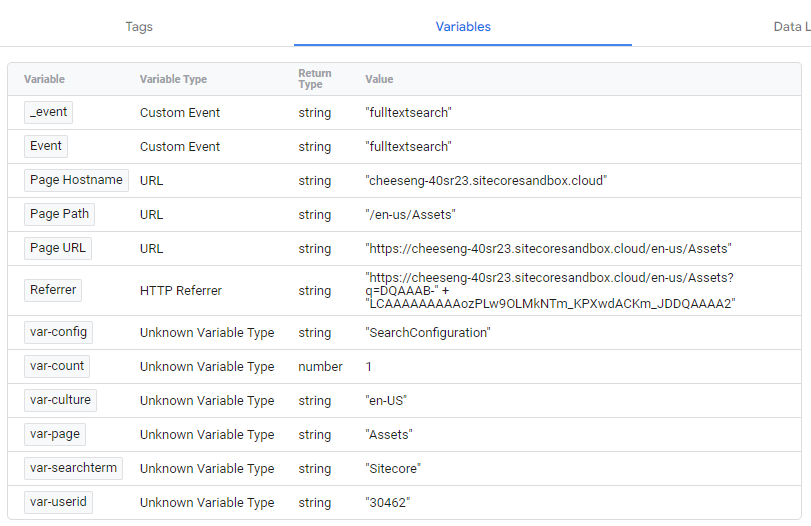 Tags Variables Data L
Variable Variable Type Return Type Value
_event Custom Event string "fulltextsearch"
Event Custom Event string "fulltextsearch"
Page Hostname URL string "cheeseng-40sr23.sitecoresandbox.cloud"
Page Path URL string "/en-us/Assets"
Page URL URL string "https://cheeseng-40sr23.sitecoresandbox.cloud/en-us/Assets"
Referrer HTTP Referrer string "https://cheeseng-40sr23.sitecoresandbox.cloud/en-us/Assets?
q=DQAAAB-" +
"LCAAAAAAAAAozPLw9OLMkNTm_KPXwdACKm_JDDQAAAA2"
var-config Unknown Variable Type string "SearchConfiguration"
var-count Unknown Variable Type number 1
var-culture Unknown Variable Type string "en-US"
var-page Unknown Variable Type string "Assets"
var-searchterm Unknown Variable Type string "Sitecore"
var-userid Unknown Variable Type string "30462"